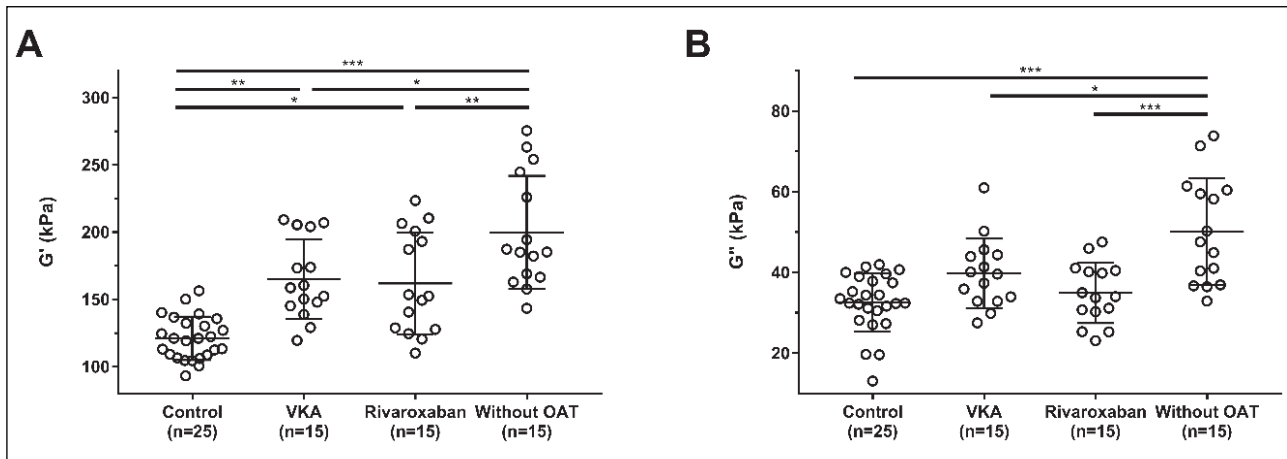 A
***
**
*
*
**
300
250
200
150
100
G' (kPa)
Control
(n=25)
VKA
(n=15)
Rivaroxaban
(n=15)
Without OAT
(n=15)
B
***
*
***
80
60
40
20
G'' (kPa)
Control
(n=25)
VKA
(n=15)
Rivaroxaban
(n=15)
Without OAT
(n=15)